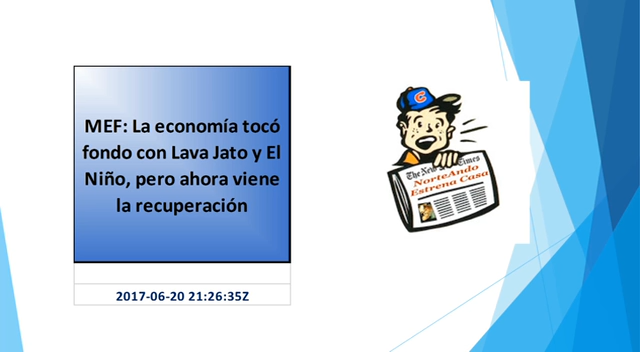 MEF: La economía tocó
fondo con Lava Jato y El
Niño, pero ahora viene
la recuperación
2017-06-20 21:26:35Z
C
The New Times
NorteAndo
Estrena Casa